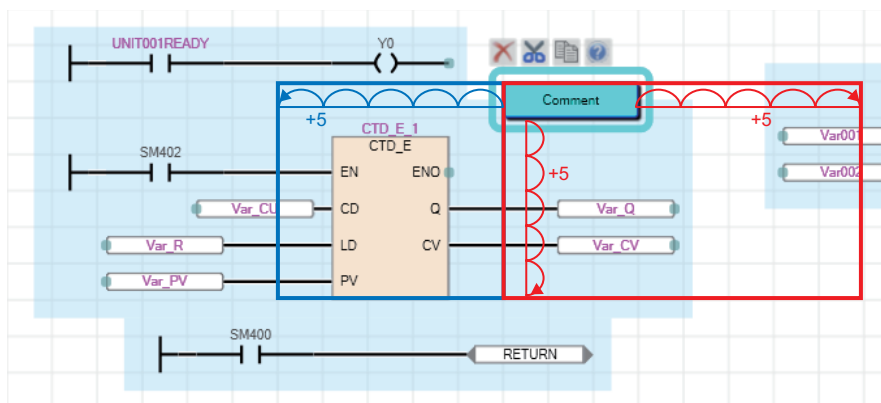 UNIT001READY
Y0
Comment
+5
+5
CTD_E_1
CTD_E
Var001
SM402
EN
ENO
+5
Var002
Var_CU
CD
Q
Var_Q
Var_R
LD
CV
Var_CV
Var_PV
PV
SM400
RETURN